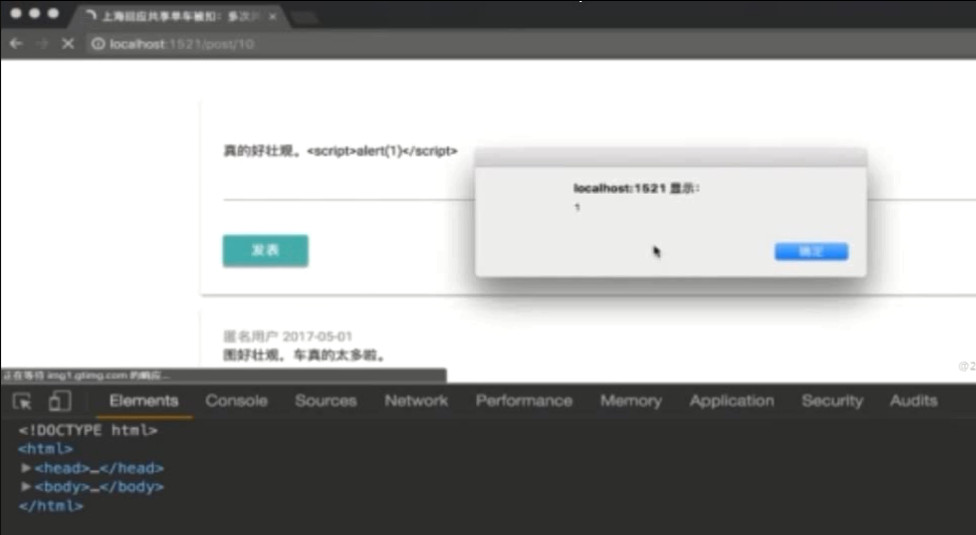 上海回应共享单车被扣：多次
localhost:1521/post/10
真的好壮观。<script>alert(1)</script>
localhost:1521 显示：
1
确定
发表
匿名用户 2017-05-01
图好壮观，车真的太多啦。
正在等待 img1.gtimg.com 的响应...
@2
Elements Console Sources Network Performance Memory Application Security Audits
<!DOCTYPE html>
<html>
▶<head>…</head>
▶<body>…</body>
</html>